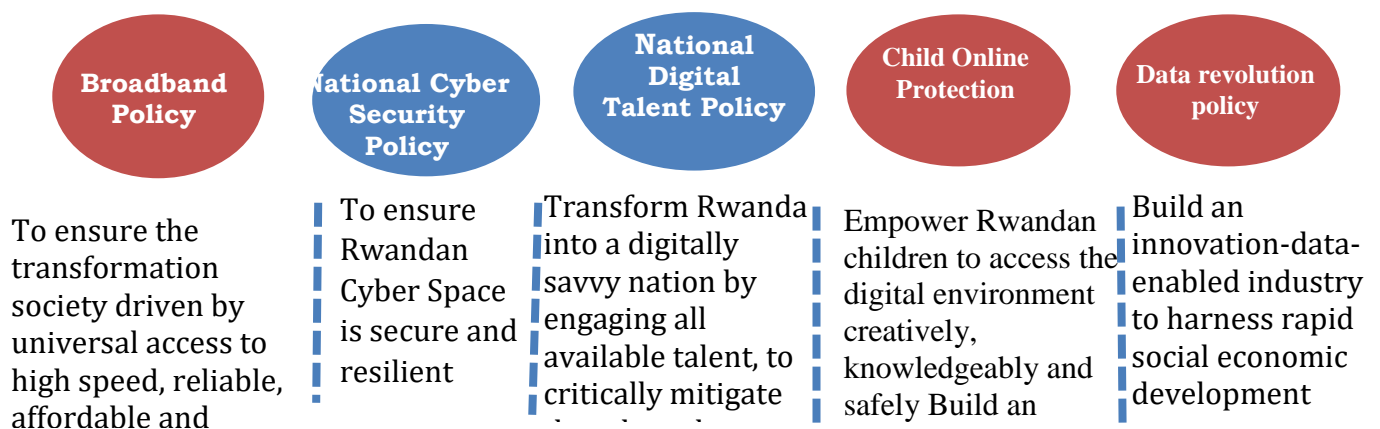 Broadband
Policy
To ensure the
transformation
society driven by
universal access to
high speed, reliable,
affordable and
National Cyber
Security
Policy
To ensure
Rwandan
Cyber Space
is secure and
resilient
National
Digital
Talent Policy
Transform Rwanda
into a digitally
savvy nation by
engaging all
available talent, to
critically mitigate
Child Online
Protection
Empower Rwandan
children to access the
digital environment
creatively,
knowledgeably and
safely Build an
Data revolution
policy
Build an
innovation-data-
enabled industry
to harness rapid
social economic
development